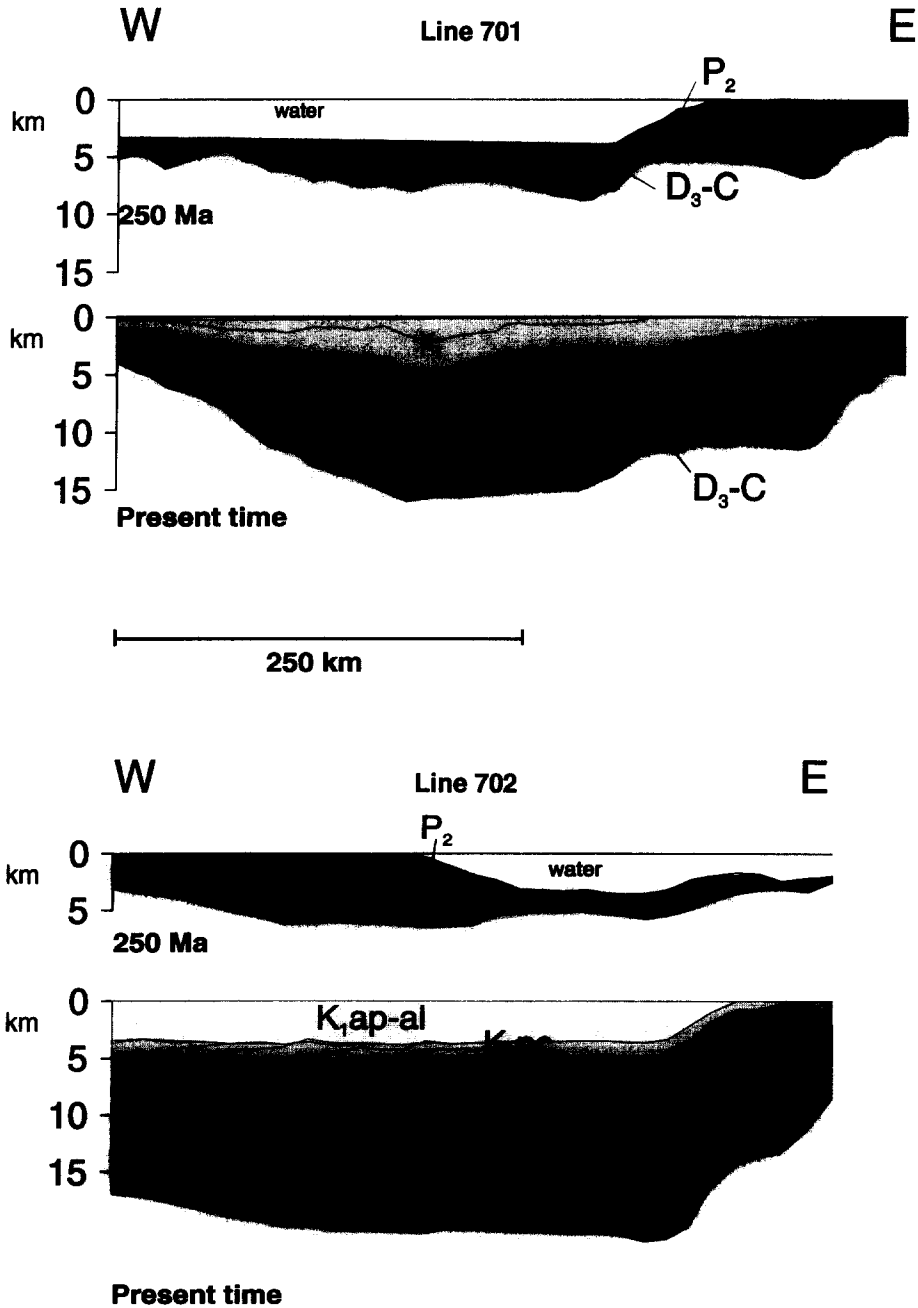 W Line 701 E
P₂
0
water
km
5
D₃-C
10
250 Ma
15
0
km
5
10
D₃-C
15
Present time
250 km
W Line 702 E
P₂
0
water
km
5
250 Ma
0
km
K₁ap-al
5
10
15
Present time